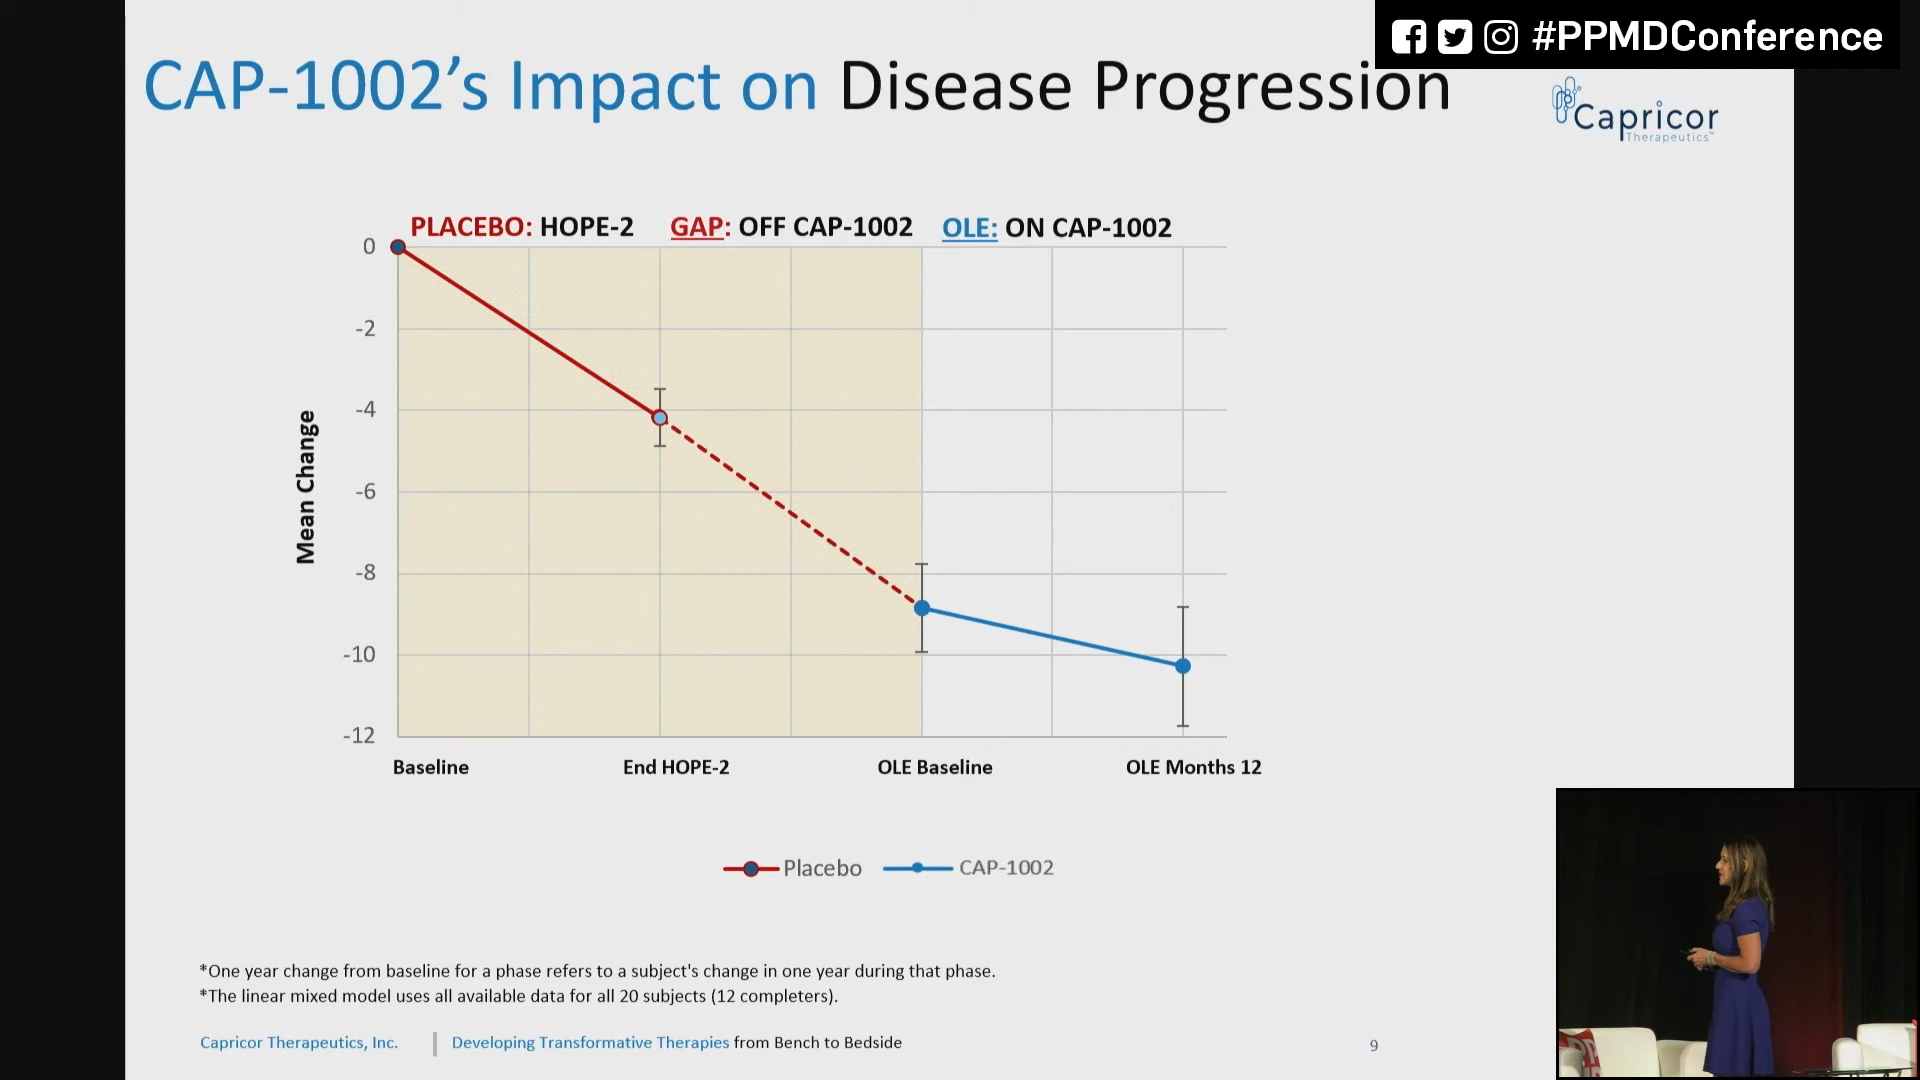 #PPMDConference
CAP-1002’s Impact on Disease Progression
Capricor
Therapeutics™
PLACEBO: HOPE-2 GAP: OFF CAP-1002 OLE: ON CAP-1002
0
-2
-4
-6
-8
-10
-12
Mean Change
Baseline End HOPE-2 OLE Baseline OLE Months 12
Placebo CAP-1002
*One year change from baseline for a phase refers to a subject's change in one year during that phase.
*The linear mixed model uses all available data for all 20 subjects (12 completers).
Capricor Therapeutics, Inc. | Developing Transformative Therapies from Bench to Bedside
9